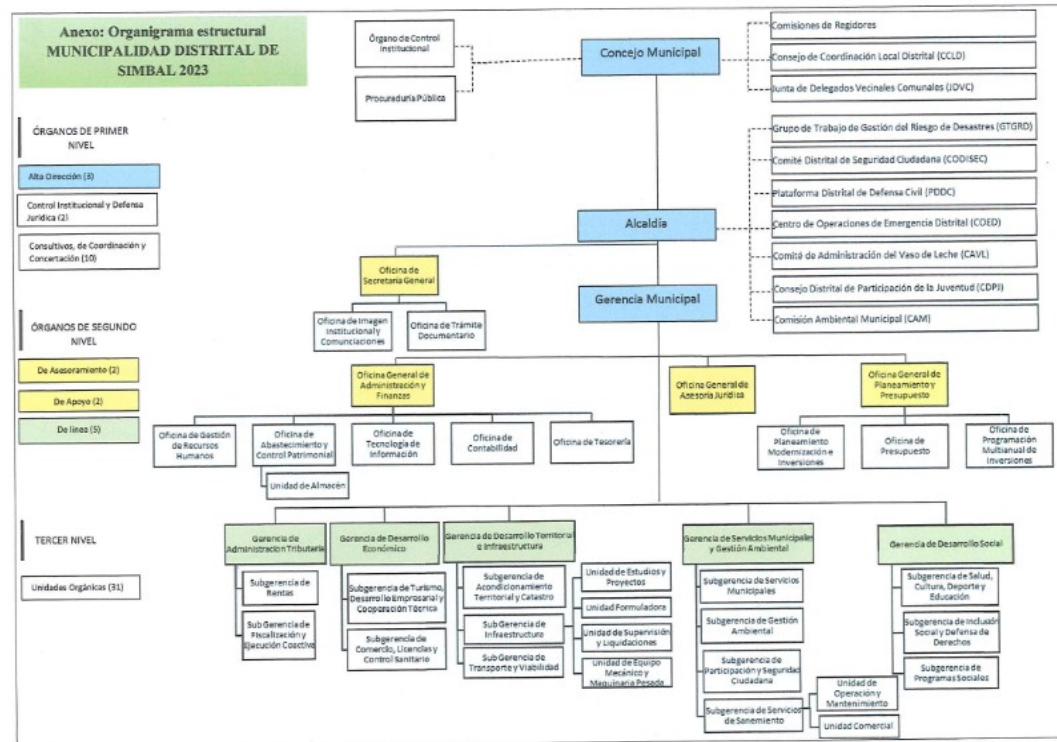 Anexo: Organigrama estructural
MUNICIPALIDAD DISTRITAL DE
SIMBAL 2023
ÓRGANOS DE PRIMER
NIVEL
Alta Dirección (3)
Control Institucional y Defensa
Jurídica (2)
Consultivos, de Coordinación y
Concertación (10)
ÓRGANOS DE SEGUNDO
NIVEL
De Asesoramiento (2)
De Apoyo (2)
De línea (5)
TERCER NIVEL
Unidades Orgánicas (31)
Órgano de Control
Institucional
Procuraduría Pública
Concejo Municipal
Comisiones de Regidores
Consejo de Coordinación Local Distrital (CCLD)
Junta de Delegados Vecinales Comunales (JDVC)
Alcaldía
Grupo de Trabajo de Gestión del Riesgo de Desastres (GTGRD)
Comité Distrital de Seguridad Ciudadana (CODISEC)
Plataforma Distrital de Defensa Civil (PDDC)
Centro de Operaciones de Emergencia Distrital (COED)
Comité de Administración del Vaso de Leche (CAVL)
Consejo Distrital de Participación de la Juventud (CDPJ)
Comisión Ambiental Municipal (CAM)
Oficina de
Secretaria General
Oficina de Imagen
Institucional y
Comunciaciones
Oficina de Trámite
Documentario
Gerencia Municipal
Oficina General de
Administración y
Finanzas
Oficina General de
Asesoría Jurídica
Oficina General de
Planeamiento y
Presupuesto
Oficina de Gestión
de Recursos
Humanos
Oficina de
Abastecimiento y
Control Patrimonial
Unidad de Almacén
Oficina de
Tecnología de
Información
Oficina de
Contabilidad
Oficina de Tesorería
Oficina de
Planeamiento
Modernización e
Inversiones
Oficina de
Presupuesto
Oficina de
Programación
Multianual de
Inversiones
Gerencia de
Administracion Tributaria
Subgerencia de
Rentas
Sub Gerencia de
Fiscalización y
Ejecución Coactiva
Gerencia de Desarrollo
Económico
Subgerencia de Turismo,
Desarrollo Empresarial y
Cooperación Técnica
Subgerencia de
Comercio, Licencias y
Control Sanitario
Gerencia de Desarrollo Territorial
e Infraestructura
Subgerencia de
Acondicionamiento
Territorial y Catastro
Sub Gerencia de
Infraestructura
Sub Gerencia de
Transporte y Viabilidad
Unidad de Estudios y
Proyectos
Unidad Formuladora
Unidad de Supervisión
y Liquidaciones
Unidad de Equipo
Mecánico y
Maquinaria Pesada
Gerencia de Servicios Municipales
y Gestión Ambiental
Subgerencia de Servicios
Municipales
Subgerencia de Gestión
Ambiental
Subgerencia de
Participación y Seguridad
Ciudadana
Subgerencia de Servicios
de Sanemiento
Unidad de
Operación y
Mantenimiento
Unidad Comercial
Gerencia de Desarrollo Social
Subgerencia de Salud,
Cultura, Deporte y
Educación
Subgerencia de Inclusión
Social y Defensa de
Derechos
Subgerencia de
Programas Sociales